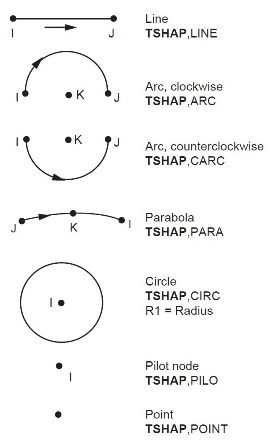 I J
Line
TSHAP,LINE
I K J
Arc, clockwise
TSHAP,ARC
I K J
Arc, counterclockwise
TSHAP,CARC
J K I
Parabola
TSHAP,PARA
I
Circle
TSHAP,CIRC
R1 = Radius
I
Pilot node
TSHAP,PILO
Point
TSHAP,POINT